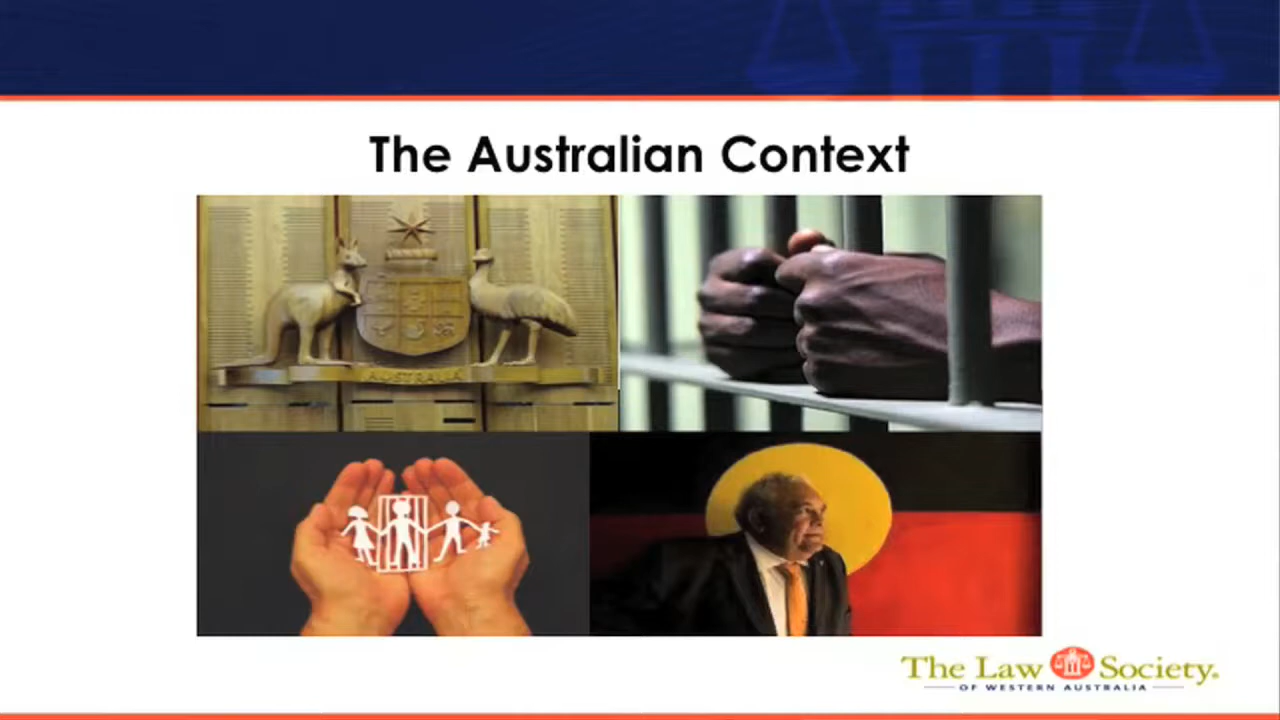 The Australian Context
AUSTRALIA
The Law Society
OF WESTERN AUSTRALIA